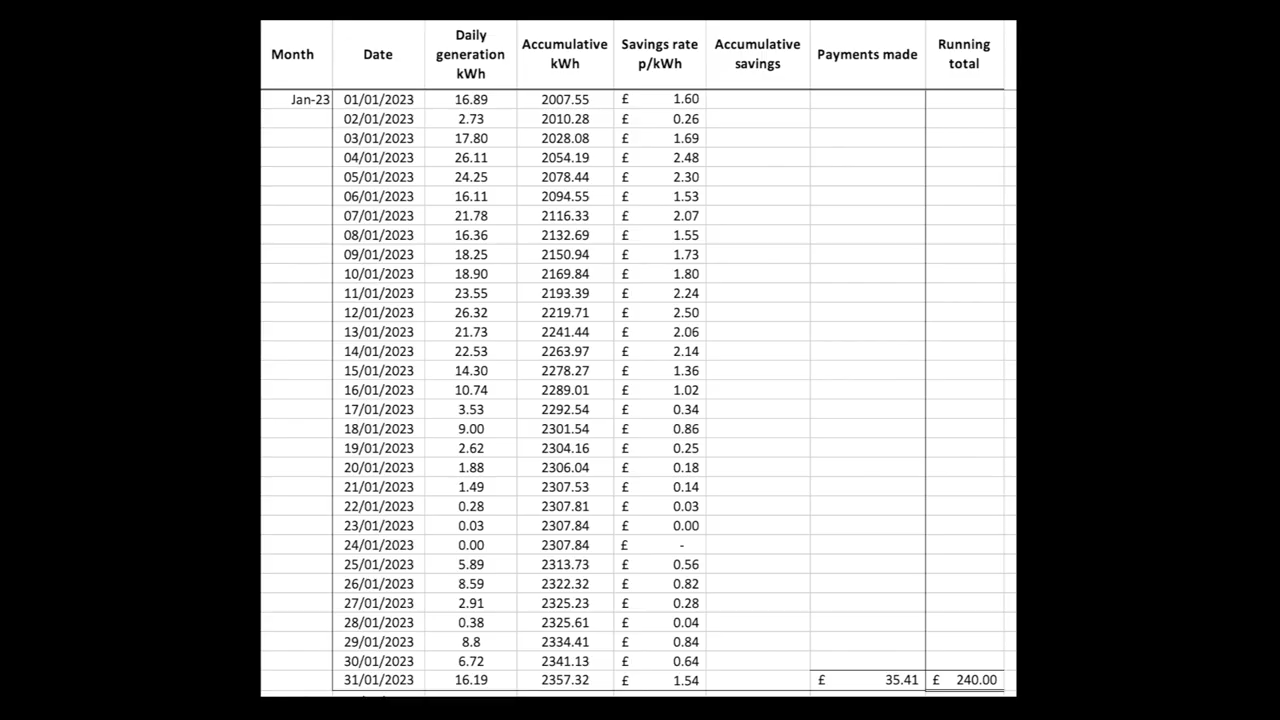 Month Date Daily generation kWh Accumulative kWh Savings rate p/kWh Accumulative savings Payments made Running total
Jan-23 01/01/2023 16.89 2007.55 £ 1.60
02/01/2023 2.73 2010.28 £ 0.26
03/01/2023 17.80 2028.08 £ 1.69
04/01/2023 26.11 2054.19 £ 2.48
05/01/2023 24.25 2078.44 £ 2.30
06/01/2023 16.11 2094.55 £ 1.53
07/01/2023 21.78 2116.33 £ 2.07
08/01/2023 16.36 2132.69 £ 1.55
09/01/2023 18.25 2150.94 £ 1.73
10/01/2023 18.90 2169.84 £ 1.80
11/01/2023 23.55 2193.39 £ 2.24
12/01/2023 26.32 2219.71 £ 2.50
13/01/2023 21.73 2241.44 £ 2.06
14/01/2023 22.53 2263.97 £ 2.14
15/01/2023 14.30 2278.27 £ 1.36
16/01/2023 10.74 2289.01 £ 1.02
17/01/2023 3.53 2292.54 £ 0.34
18/01/2023 9.00 2301.54 £ 0.86
19/01/2023 2.62 2304.16 £ 0.25
20/01/2023 1.88 2306.04 £ 0.18
21/01/2023 1.49 2307.53 £ 0.14
22/01/2023 0.28 2307.81 £ 0.03
23/01/2023 0.03 2307.84 £ 0.00
24/01/2023 0.00 2307.84 £ -
25/01/2023 5.89 2313.73 £ 0.56
26/01/2023 8.59 2322.32 £ 0.82
27/01/2023 2.91 2325.23 £ 0.28
28/01/2023 0.38 2325.61 £ 0.04
29/01/2023 8.8 2334.41 £ 0.84
30/01/2023 6.72 2341.13 £ 0.64
31/01/2023 16.19 2357.32 £ 1.54 £ 35.41 £ 240.00